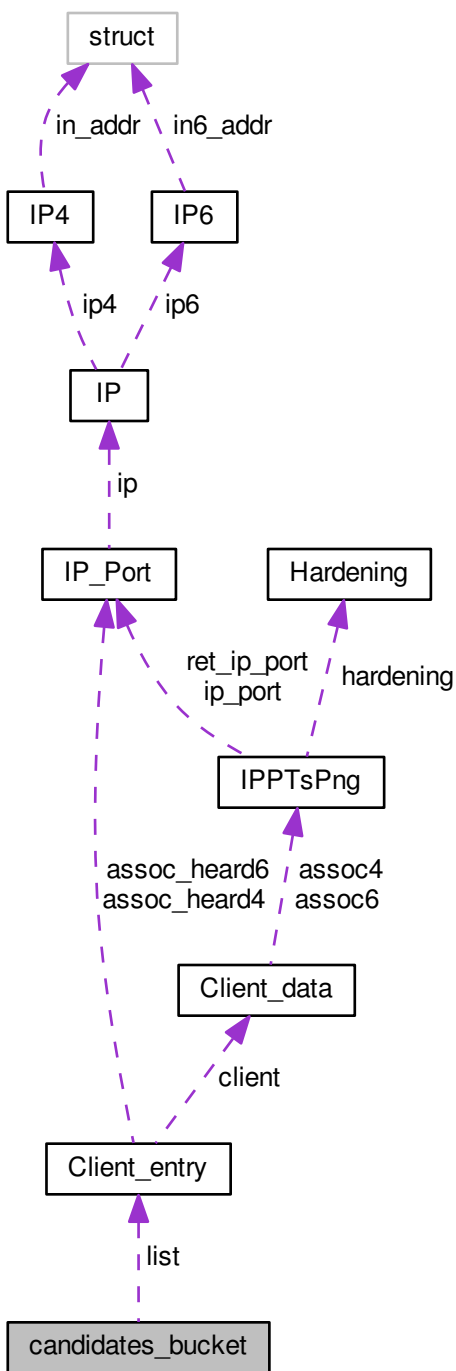 struct
in_addr
in6_addr
IP4
IP6
ip4
ip6
IP
ip
IP_Port
Hardening
ret_ip_port
ip_port
hardening
IPPTsPng
assoc_heard6
assoc_heard4
assoc4
assoc6
Client_data
client
Client_entry
list
candidates_bucket